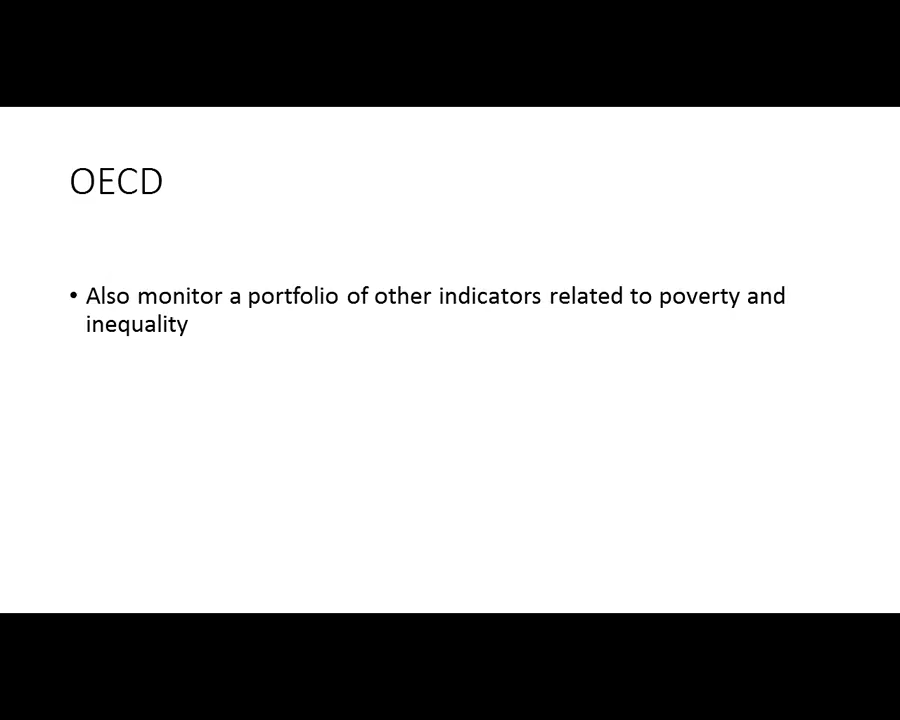 OECD
• Also monitor a portfolio of other indicators related to poverty and
inequality